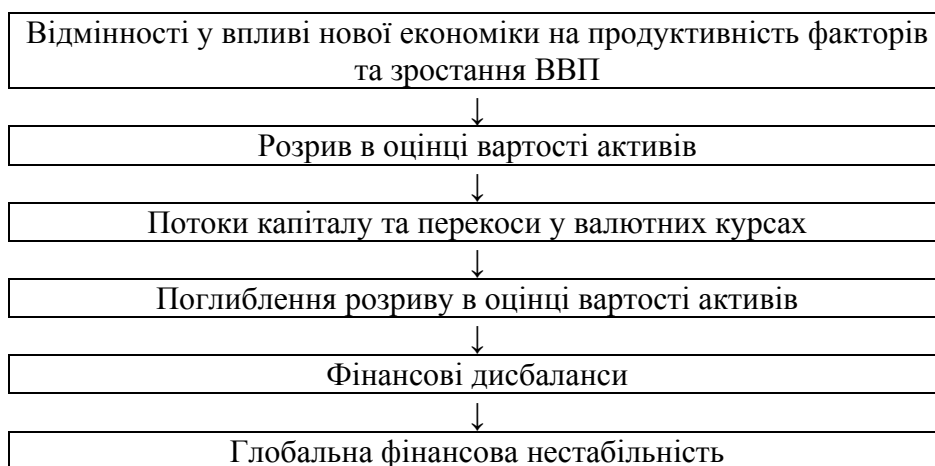 Відмінності у впливі нової економіки на продуктивність факторів
та зростання ВВП
↓
Розрив в оцінці вартості активів
↓
Потоки капіталу та перекоси у валютних курсах
↓
Поглиблення розриву в оцінці вартості активів
↓
Фінансові дисбаланси
↓
Глобальна фінансова нестабільність